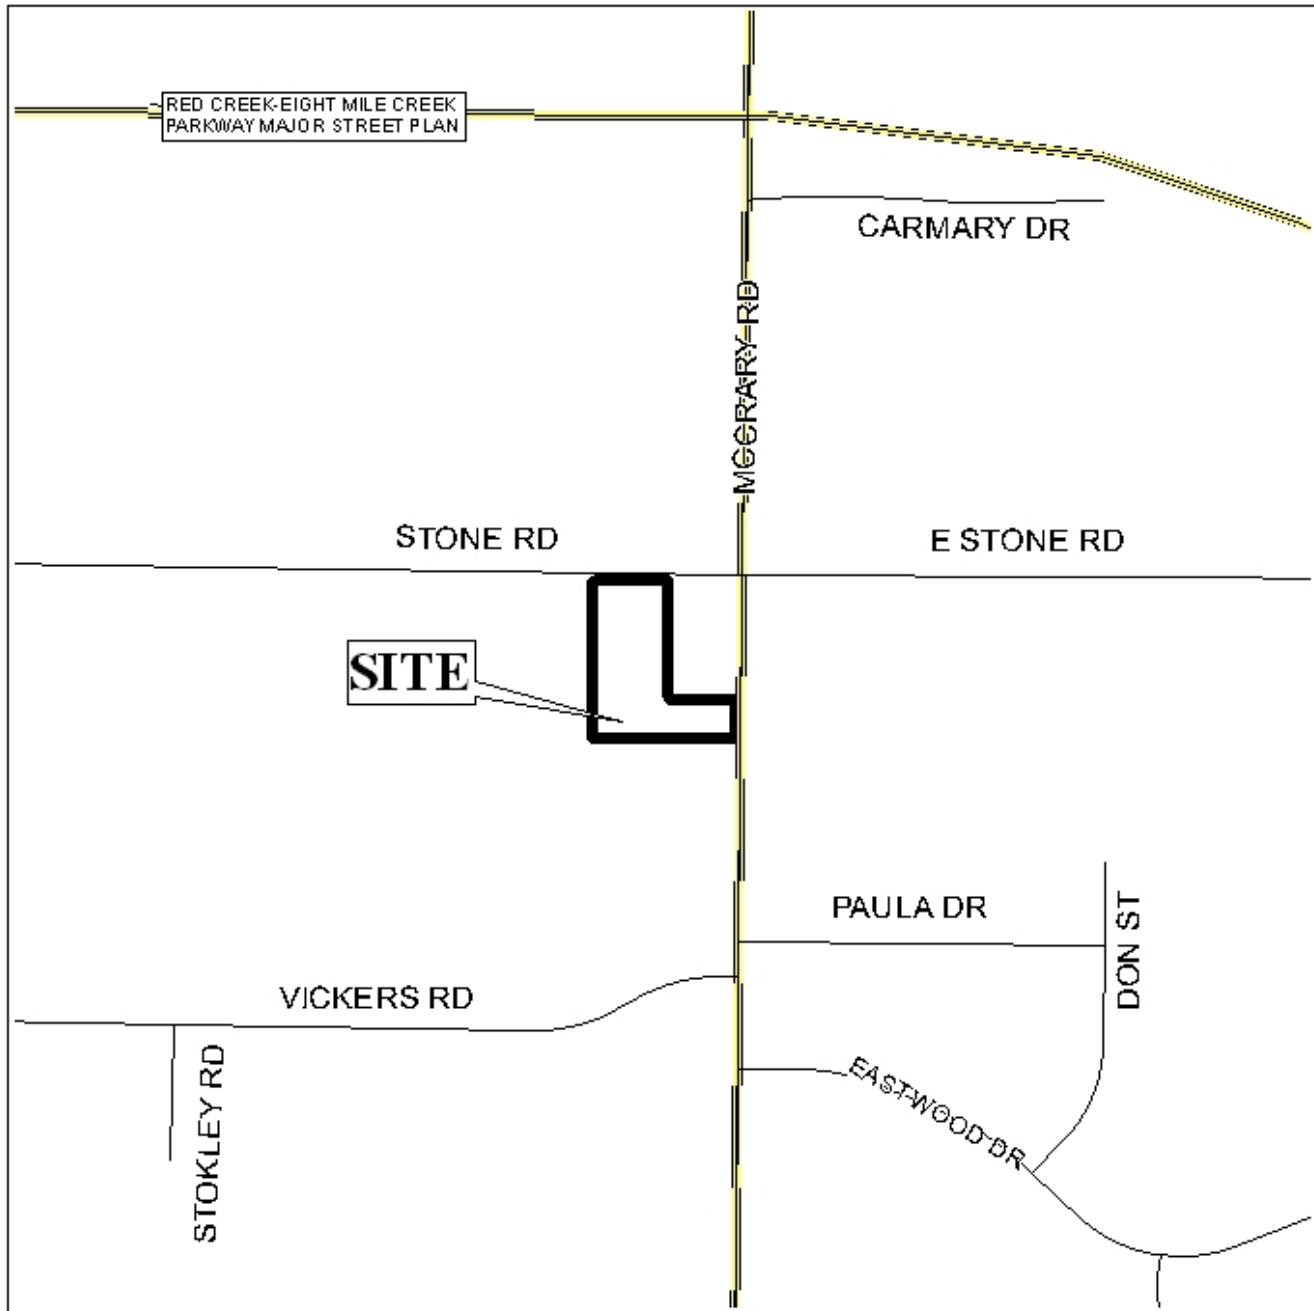 RED CREEK-EIGHT MILE CREEK
PARKWAY MAJOR STREET PLAN
CARMARY DR
MCCRARY RD
STONE RD
E STONE RD
SITE
PAULA DR
DON ST
VICKERS RD
EASTWOOD DR
STOKLEY RD